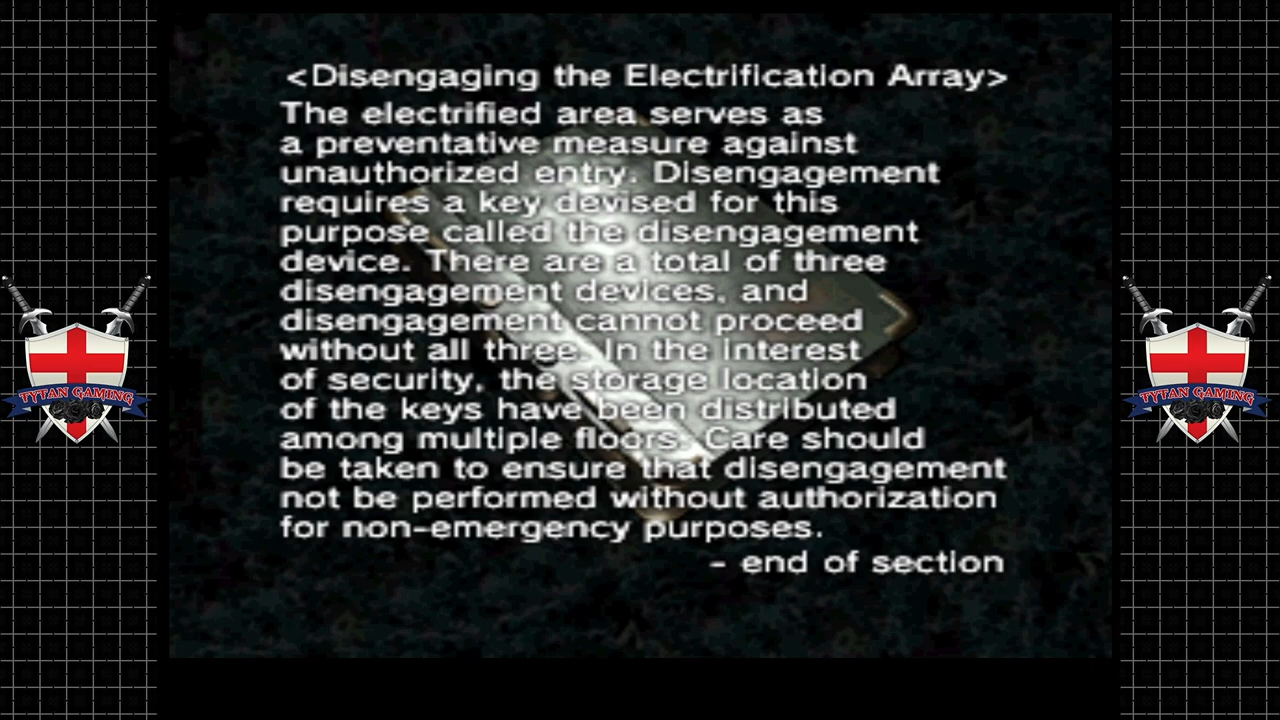 <Disengaging the Electrification Array>
The electrified area serves as
a preventative measure against
unauthorized entry. Disengagement
requires a key devised for this
purpose called the disengagement
device. There are a total of three
disengagement devices, and
disengagement cannot proceed
without all three. In the interest
of security, the storage location
of the keys have been distributed
among multiple floors. Care should
be taken to ensure that disengagement
not be performed without authorization
for non-emergency purposes.
- end of section
TYTAN GAMING
TYTAN GAMING